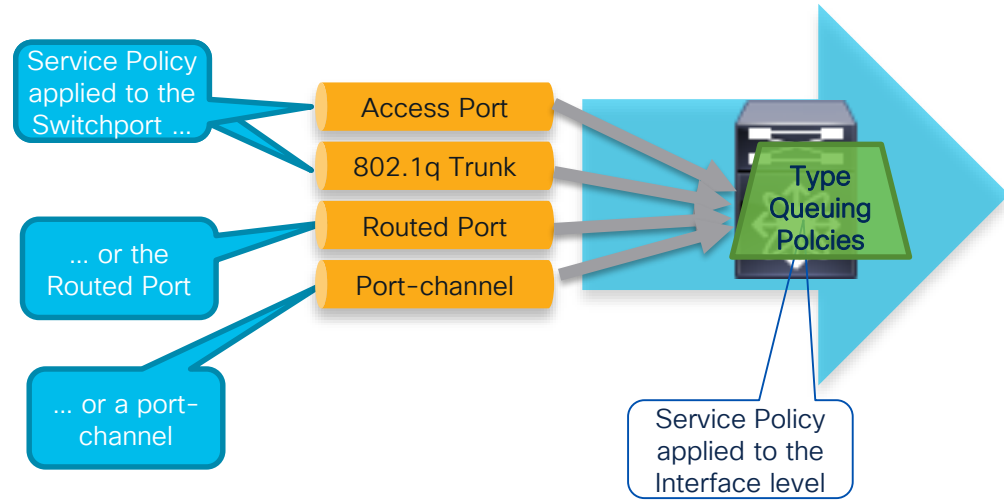 Service Policy
applied to the
Switchport ...
Access Port
802.1q Trunk
Routed Port
Port-channel
... or the
Routed Port
... or a port-
channel
Type
Queuing
Polcies
Service Policy
applied to the
Interface level